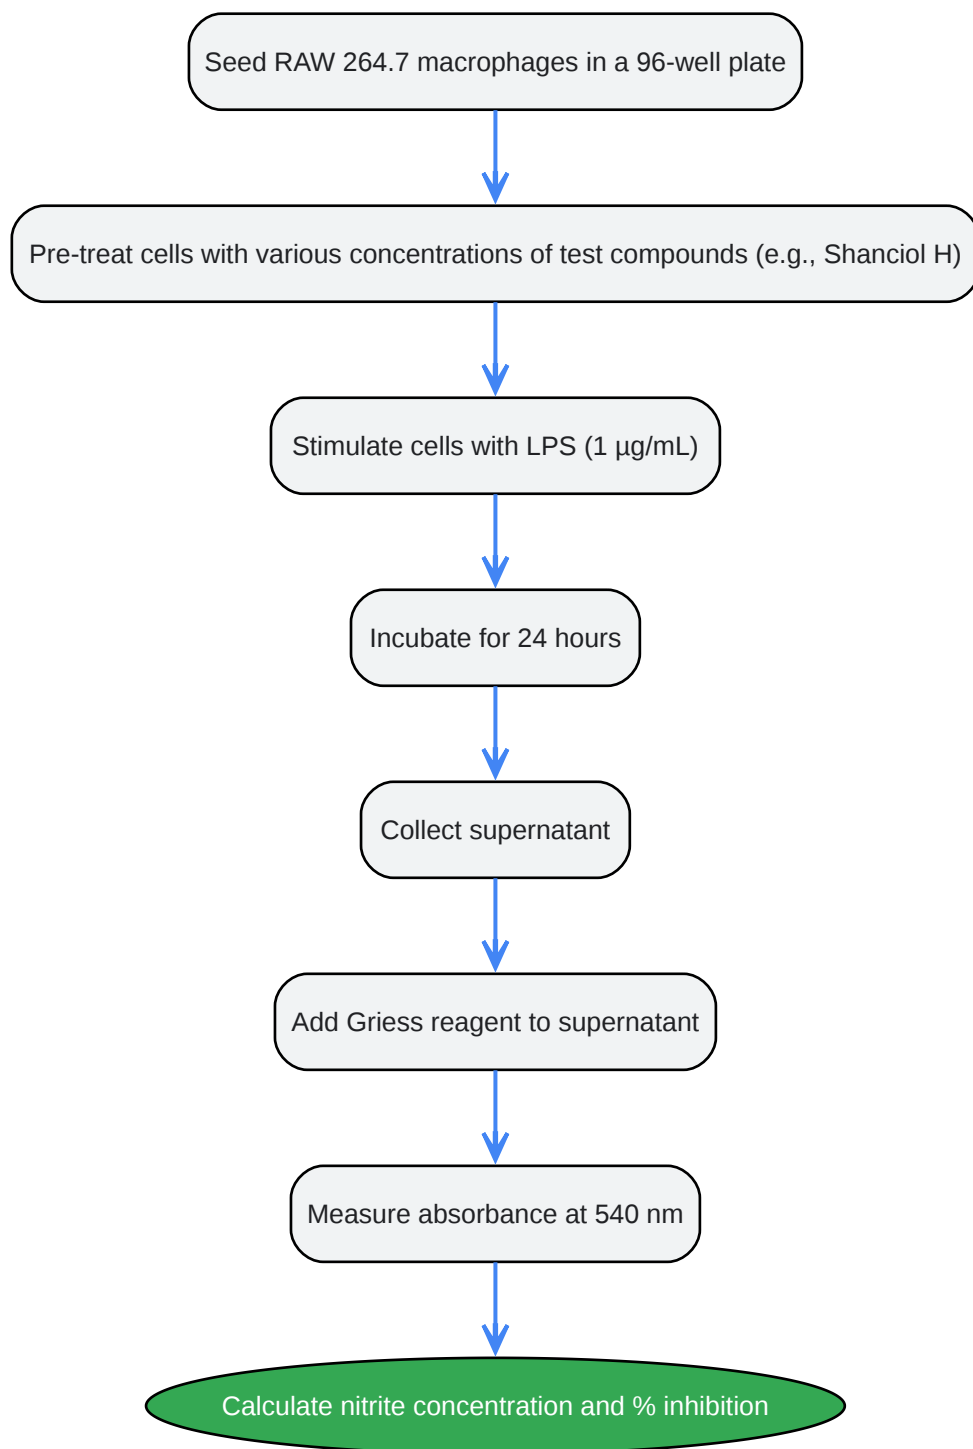 Seed RAW 264.7 macrophages in a 96-well plate
Pre-treat cells with various concentrations of test compounds (e.g., Shanciol H)
Stimulate cells with LPS (1 µg/mL)
Incubate for 24 hours
Collect supernatant
Add Griess reagent to supernatant
Measure absorbance at 540 nm
Calculate nitrite concentration and % inhibition